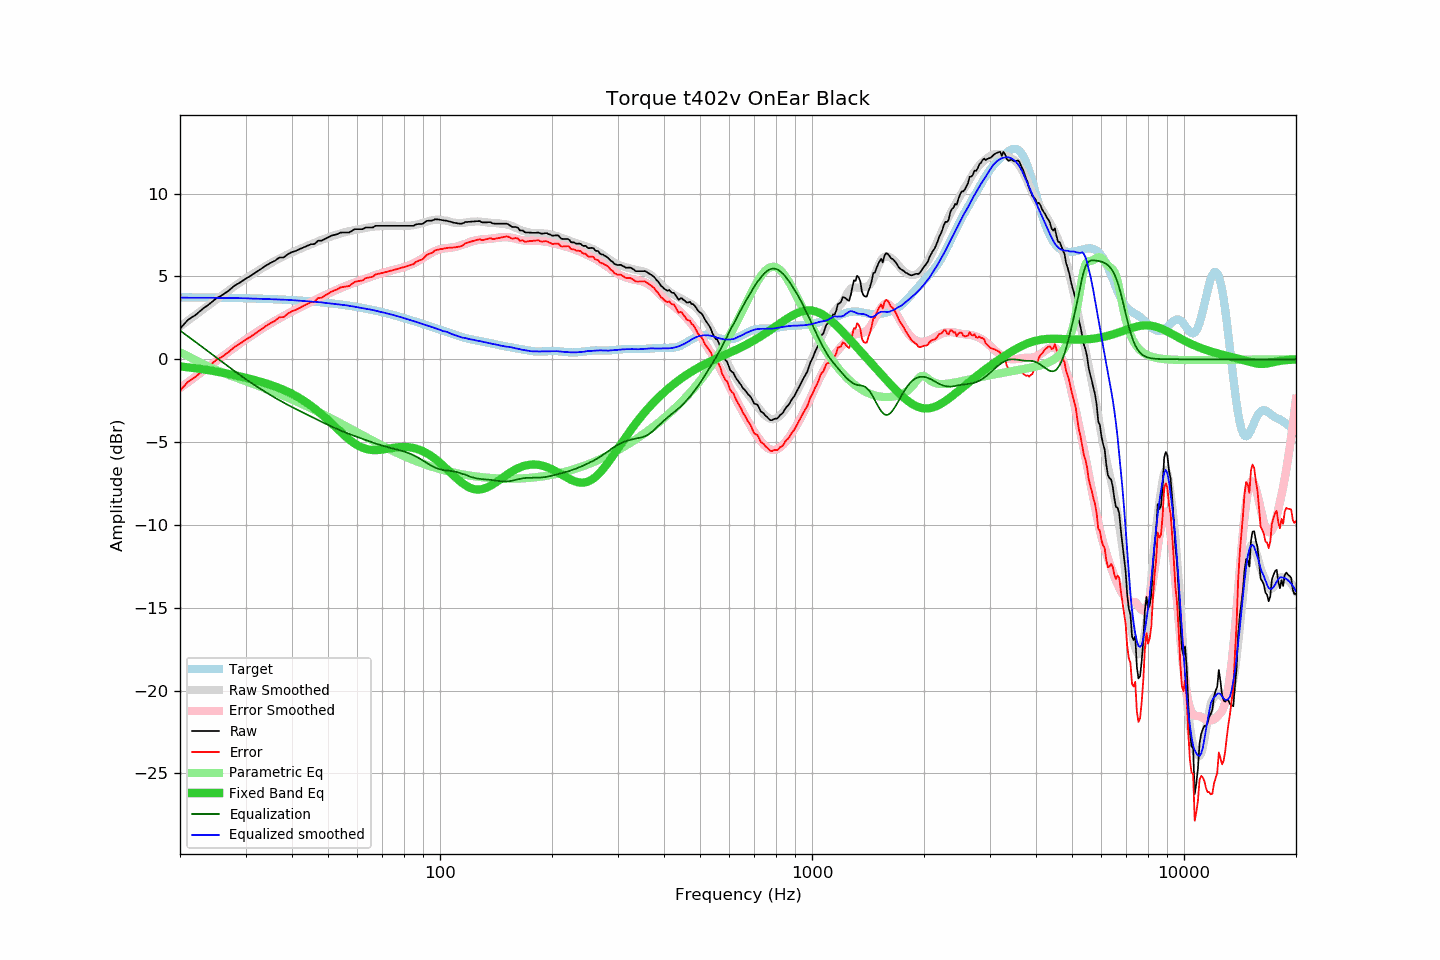 Torque t402v OnEar Black
10
5
0
−5
−10
−15
−20
−25
Amplitude (dBr)
Target
Raw Smoothed
Error Smoothed
Raw
Error
Parametric Eq
Fixed Band Eq
Equalization
Equalized smoothed
100 1000 10000
Frequency (Hz)